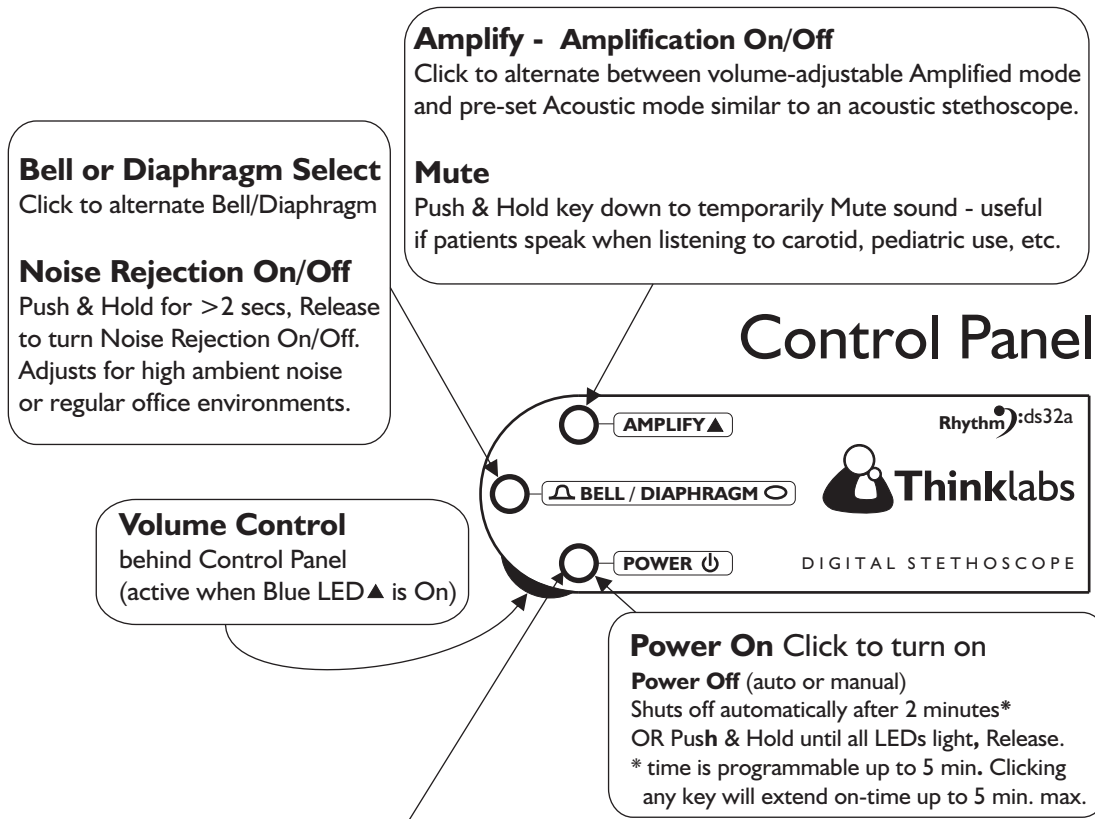 Amplify - Amplification On/Off
Click to alternate between volume-adjustable Amplified mode
and pre-set Acoustic mode similar to an acoustic stethoscope.
Mute
Push & Hold key down to temporarily Mute sound - useful
if patients speak when listening to carotid, pediatric use, etc.
Bell or Diaphragm Select
Click to alternate Bell/Diaphragm
Noise Rejection On/Off
Push & Hold for >2 secs, Release
to turn Noise Rejection On/Off.
Adjusts for high ambient noise
or regular office environments.
Control Panel
AMPLIFY▲
Rhythm:ds32a
BELL / DIAPHRAGM
Thinklabs
POWER
DIGITAL STETHOSCOPE
Volume Control
behind Control Panel
(active when Blue LED▲ is On)
Power On Click to turn on
Power Off (auto or manual)
Shuts off automatically after 2 minutes*
OR Push & Hold until all LEDs light, Release.
* time is programmable up to 5 min. Clicking
any key will extend on-time up to 5 min. max.